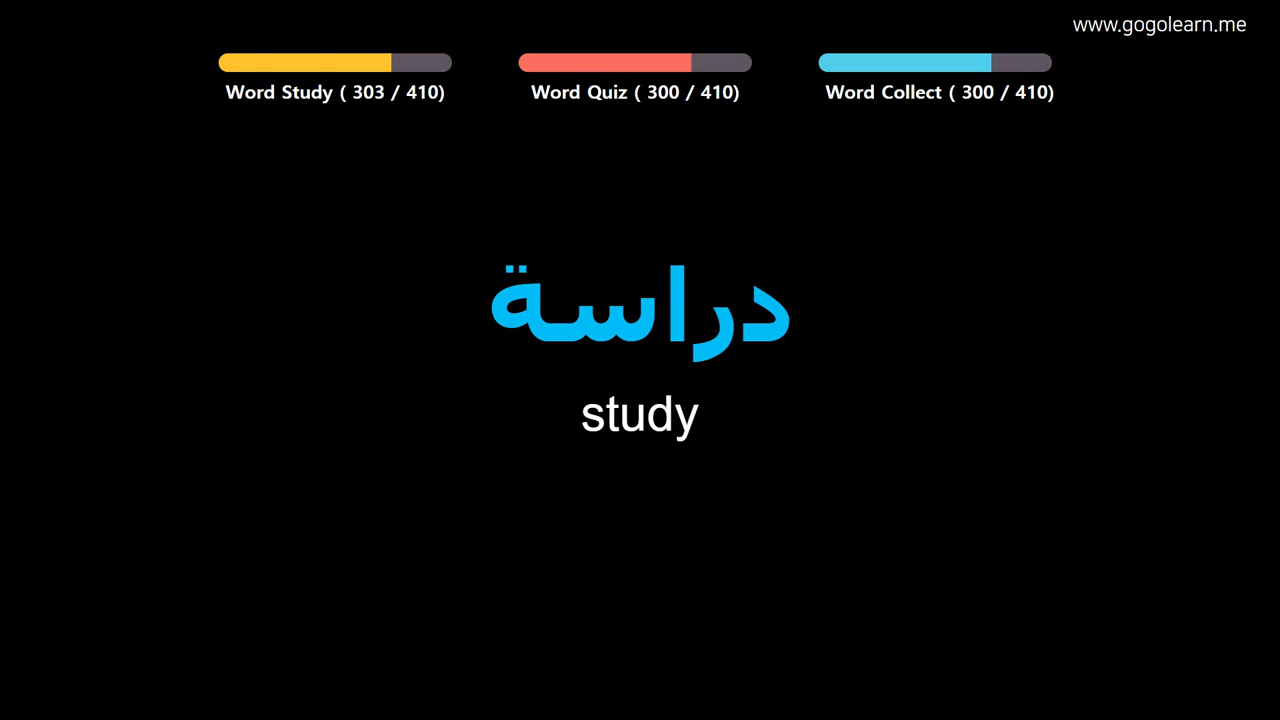 www.gogolearn.me
Word Study ( 303 / 410)
Word Quiz ( 300 / 410)
Word Collect ( 300 / 410)
دراسة
study